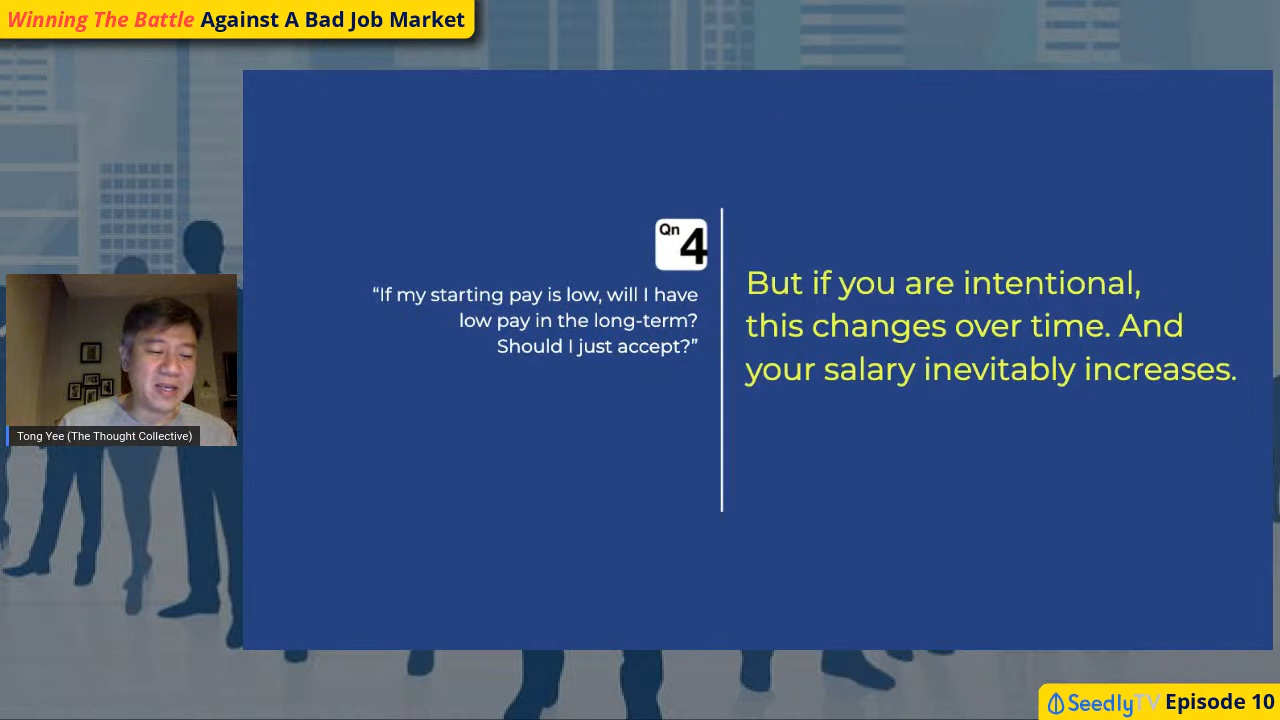 Winning The Battle Against A Bad Job Market
Qn 4
“If my starting pay is low, will I have
low pay in the long-term?
Should I just accept?”
But if you are intentional,
this changes over time. And
your salary inevitably increases.
Tong Yee (The Thought Collective)
SeedlyTV Episode 10